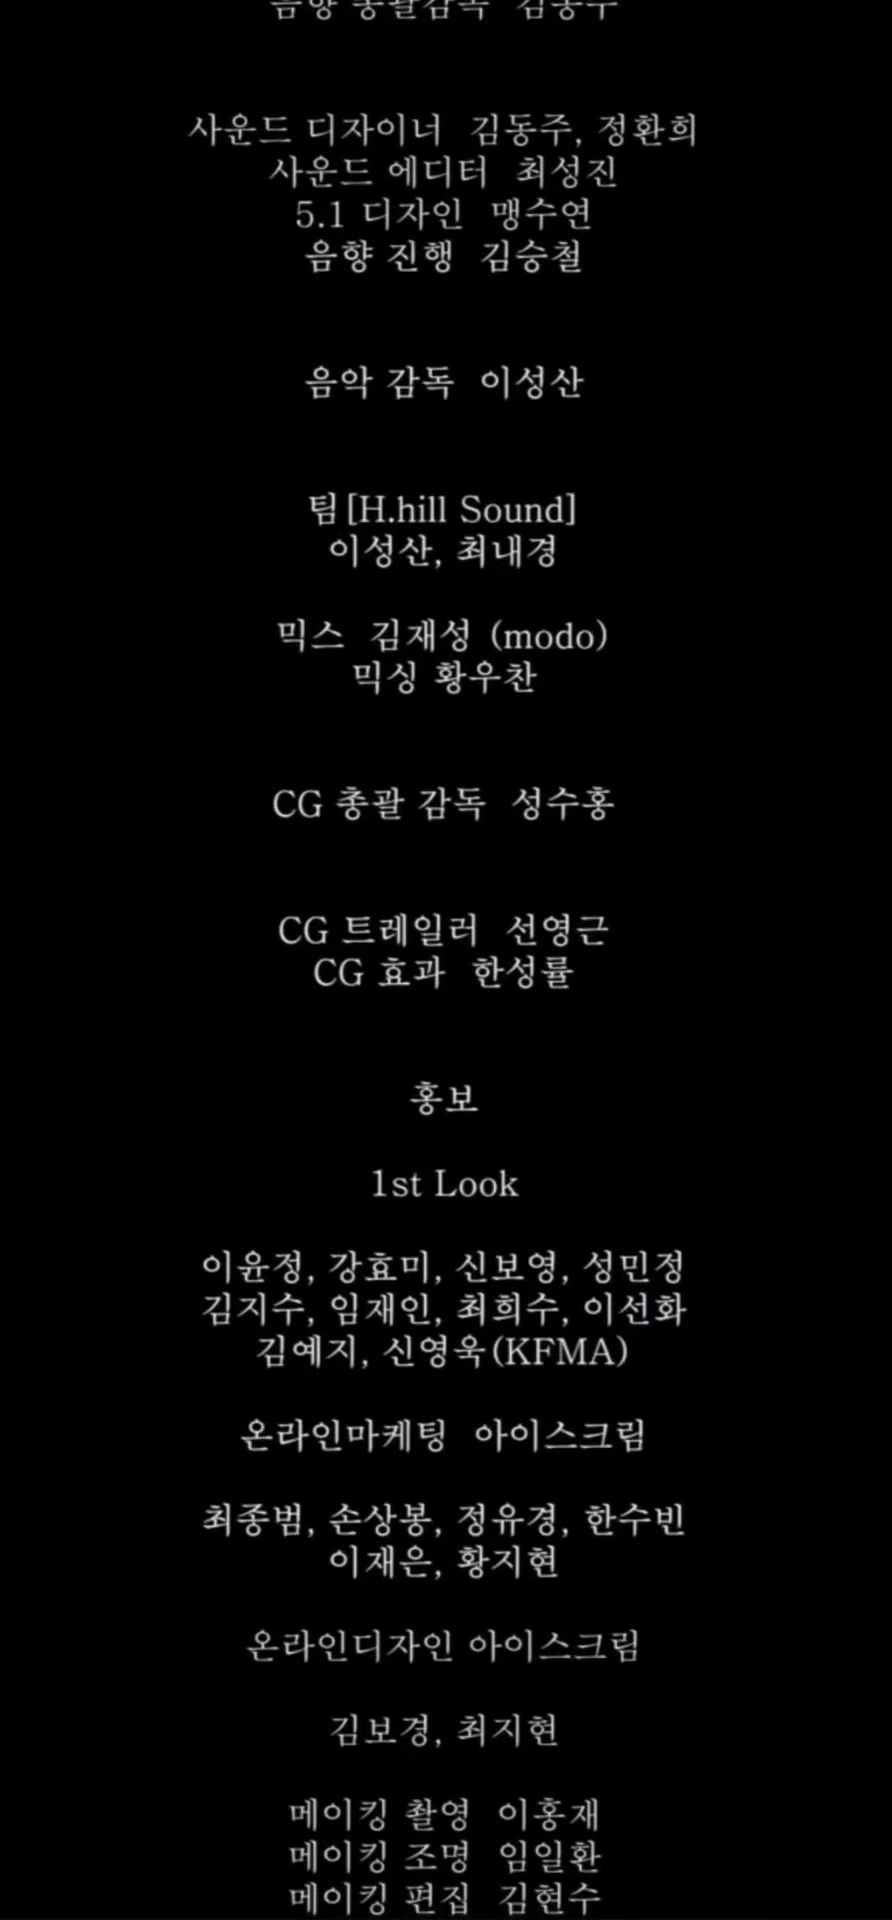 음향 총괄감독 김동주
사운드 디자이너 김동주, 정환희
사운드 에디터 최성진
5.1 디자인 맹수연
음향 진행 김승철
음악 감독 이성산
팀[H.hill Sound]
이성산, 최내경
믹스 김재성 (modo)
믹싱 황우찬
CG 총괄 감독 성수홍
CG 트레일러 선영근
CG 효과 한성률
홍보
1st Look
이윤정, 강효미, 신보영, 성민정
김지수, 임재인, 최희수, 이선화
김예지, 신영욱(KFMA)
온라인마케팅 아이스크림
최종범, 손상봉, 정유경, 한수빈
이재은, 황지현
온라인디자인 아이스크림
김보경, 최지현
메이킹 촬영 이홍재
메이킹 조명 임일환
메이킹 편집 김현수